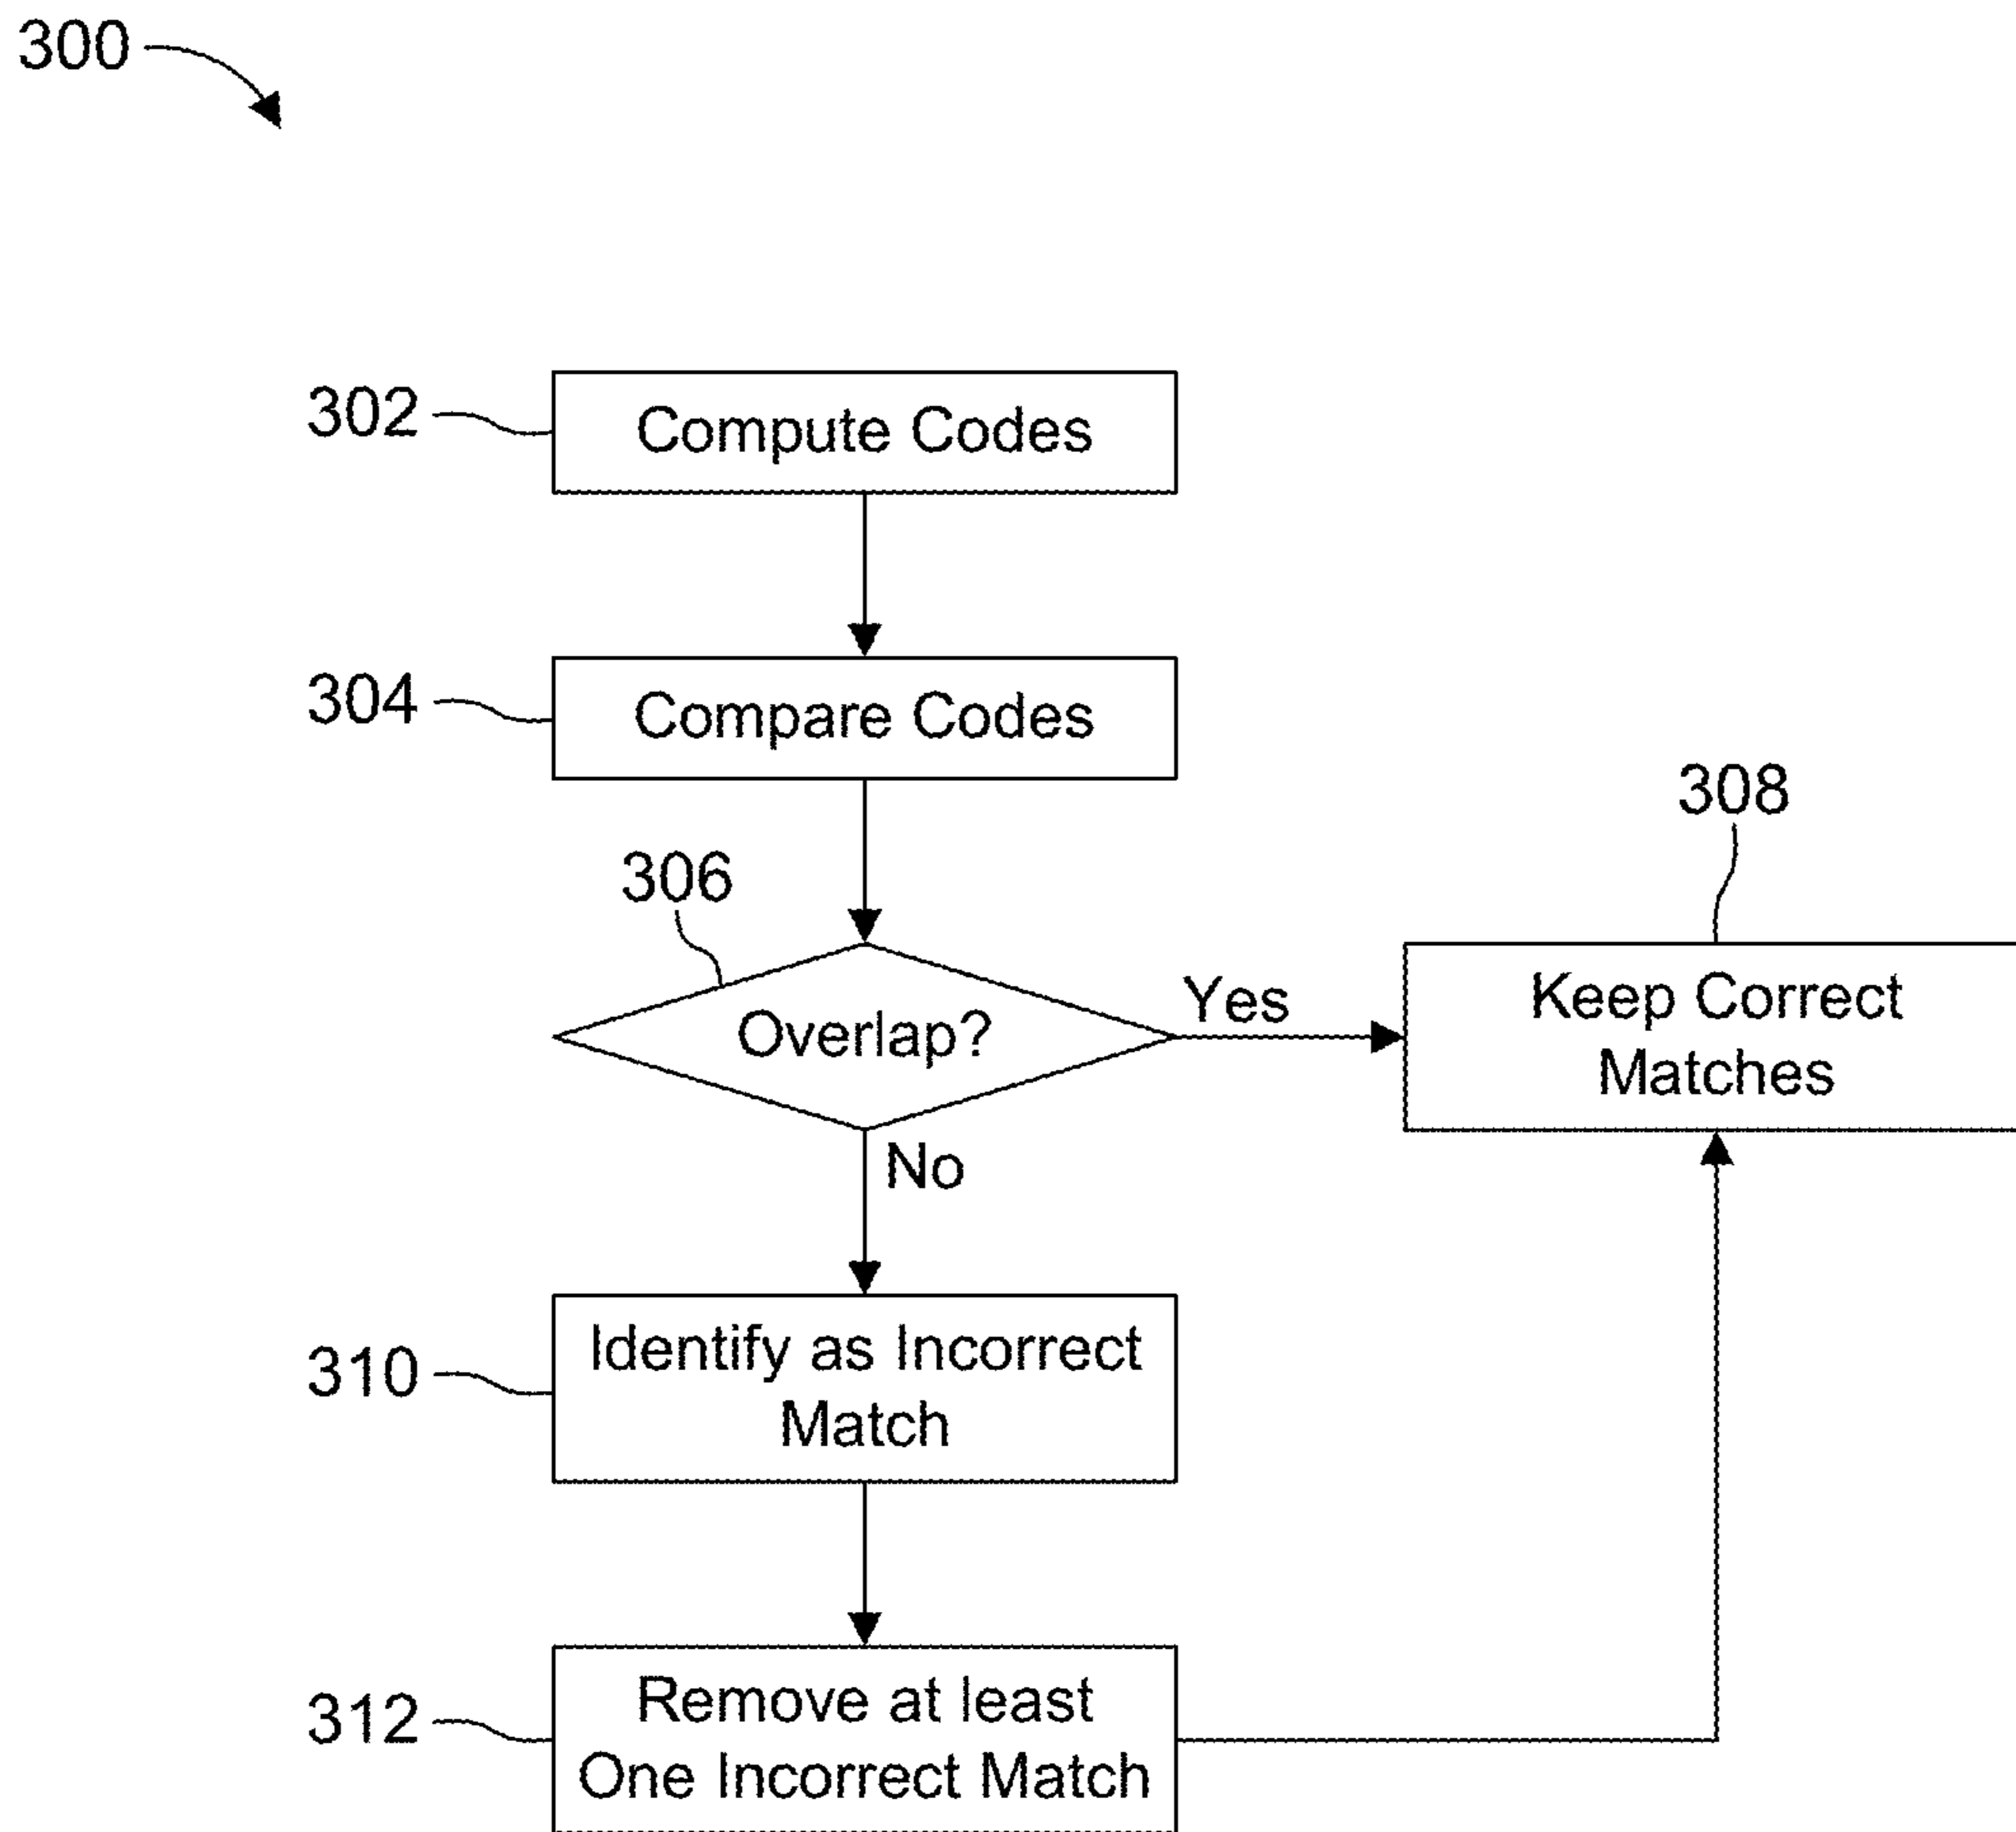 300
302
Compute Codes
304
Compare Codes
306
Overlap?
Yes
308
Keep Correct
Matches
No
310
Identify as Incorrect
Match
312
Remove at least
One Incorrect Match